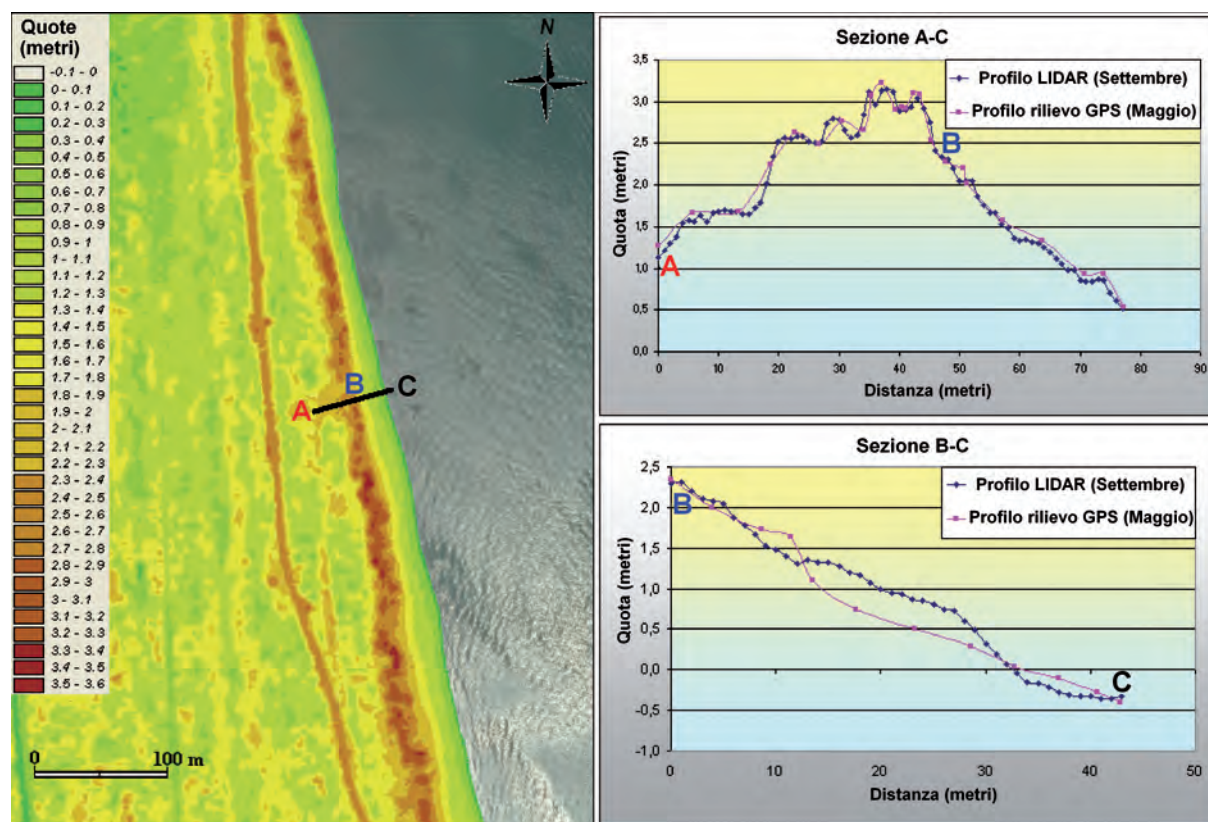 Quote
(metri)
-0.1 - 0
0 - 0.1
0.1 - 0.2
0.2 - 0.3
0.3 - 0.4
0.4 - 0.5
0.5 - 0.6
0.6 - 0.7
0.7 - 0.8
0.8 - 0.9
0.9 - 1
1 - 1.1
1.1 - 1.2
1.2 - 1.3
1.3 - 1.4
1.4 - 1.5
1.5 - 1.6
1.6 - 1.7
1.7 - 1.8
1.8 - 1.9
1.9 - 2
2 - 2.1
2.1 - 2.2
2.2 - 2.3
2.3 - 2.4
2.4 - 2.5
2.5 - 2.6
2.6 - 2.7
2.7 - 2.8
2.8 - 2.9
2.9 - 3
3 - 3.1
3.1 - 3.2
3.2 - 3.3
3.3 - 3.4
3.4 - 3.5
3.5 - 3.6
N
A
B
C
0 100 m
Sezione A-C
Profilo LIDAR (Settembre)
Profilo rilievo GPS (Maggio)
Quota (metri)
3,5
3,0
2,5
2,0
1,5
1,0
0,5
0,0
B
A
0 10 20 30 40 50 60 70 80 90
Distanza (metri)
Sezione B-C
Profilo LIDAR (Settembre)
Profilo rilievo GPS (Maggio)
Quota (metri)
2,5
2,0
1,5
1,0
0,5
0,0
-0,5
-1,0
B
C
0 10 20 30 40 50
Distanza (metri)